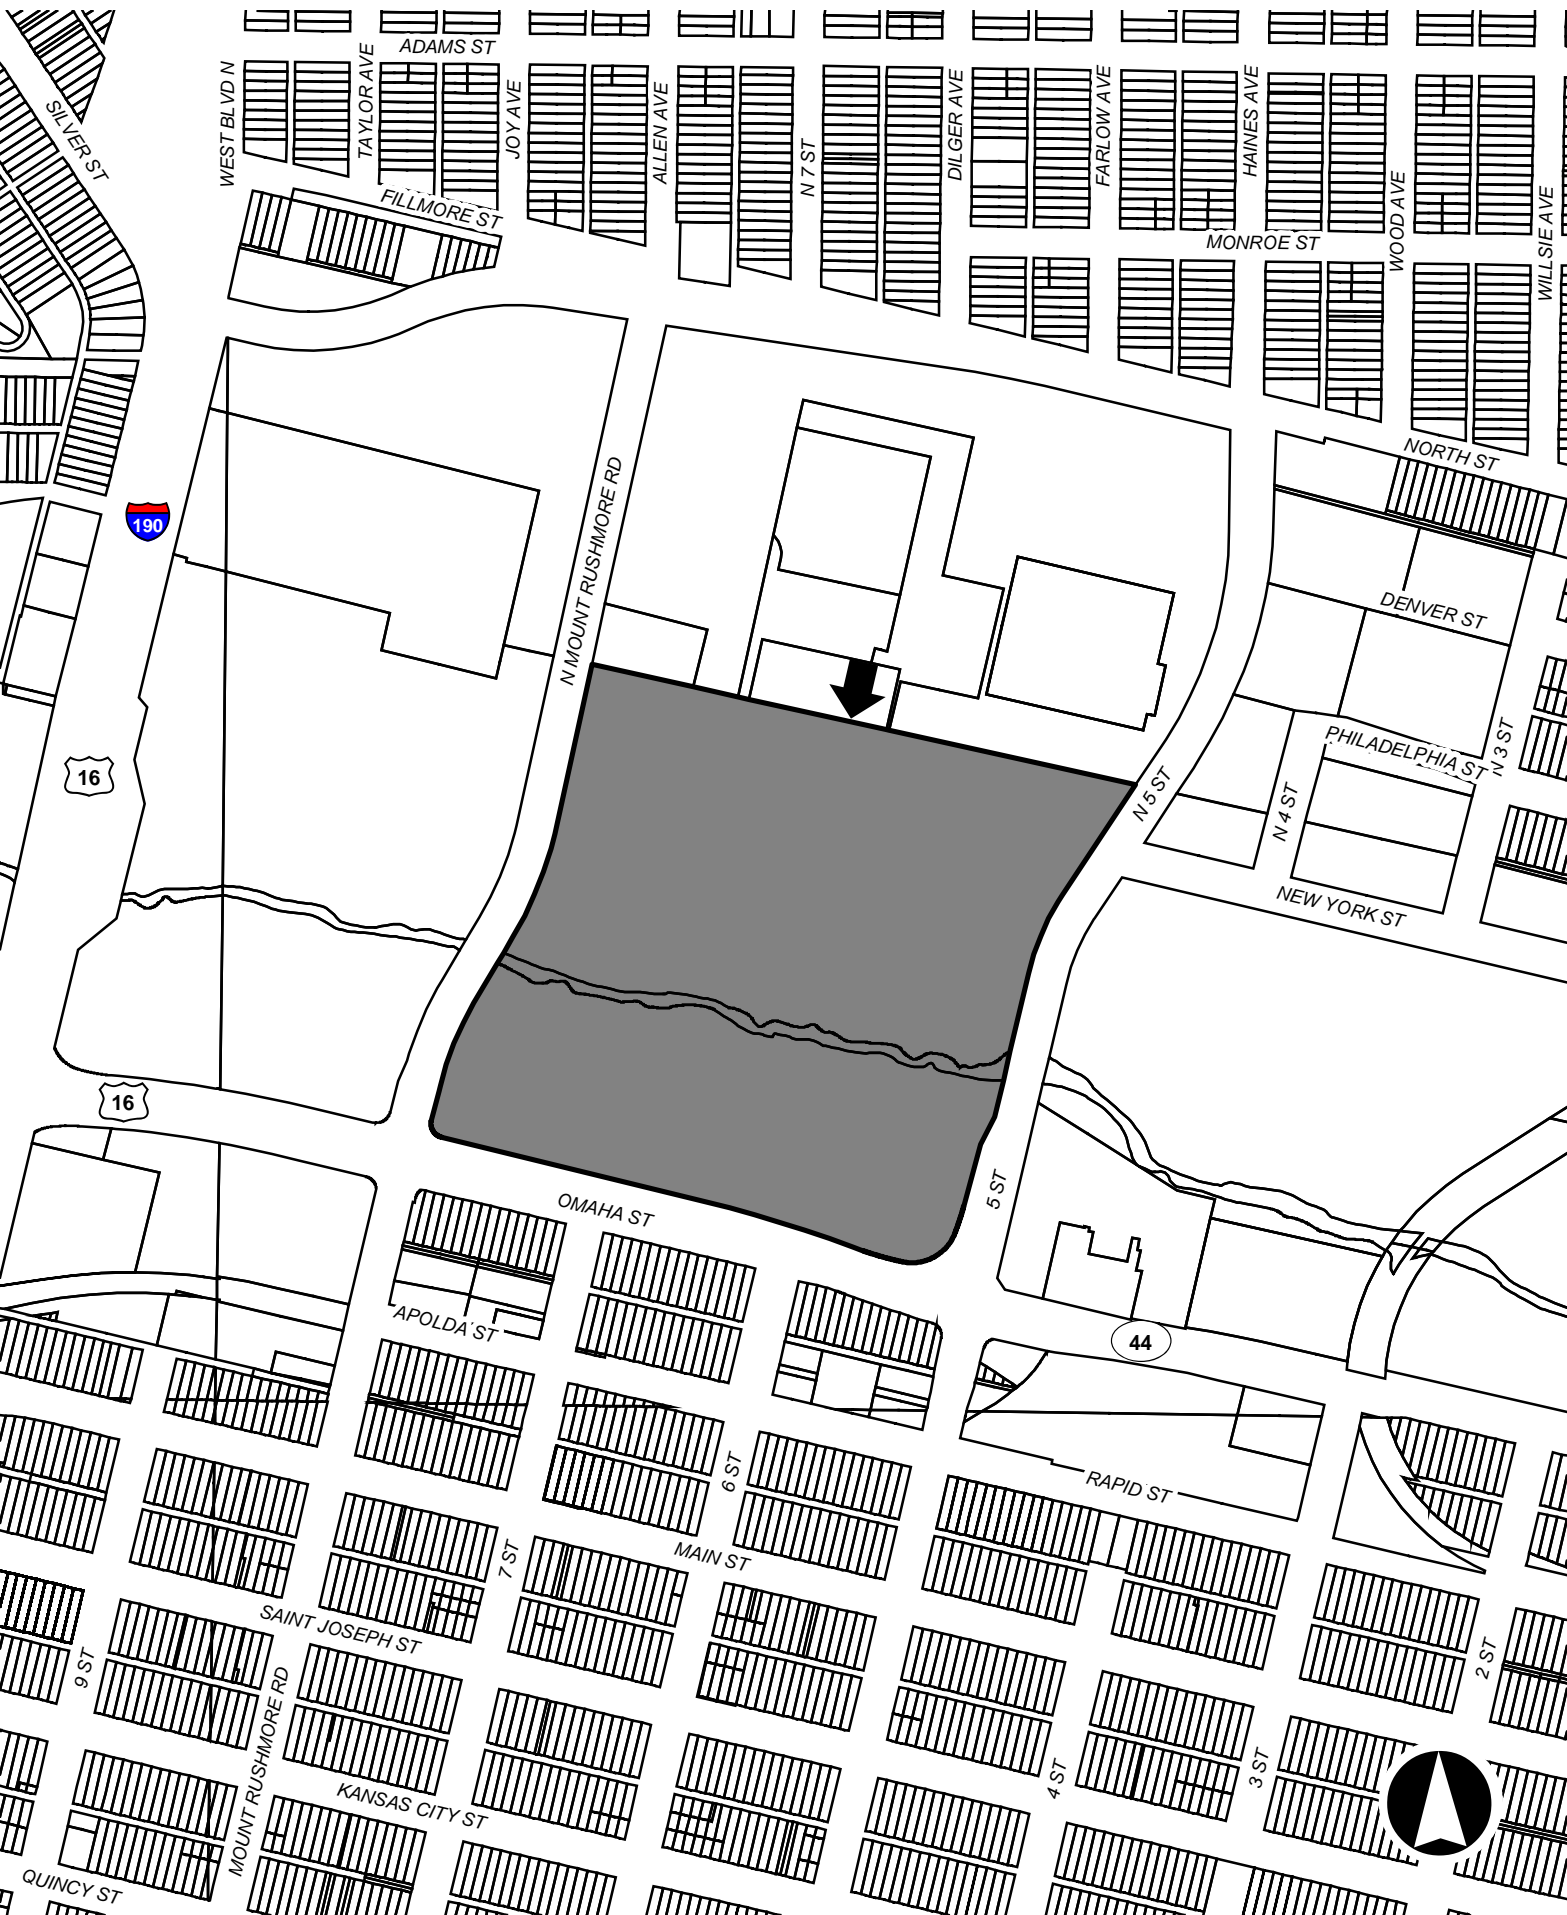 ADAMS ST
SILVER ST
WEST BLVD N
TAYLOR AVE
JOY AVE
ALLEN AVE
N 7 ST
DILGER AVE
FARLOW AVE
HAINES AVE
WOOD AVE
WILLSIE AVE
FILLMORE ST
MONROE ST
NORTH ST
190
N MOUNT RUSHMORE RD
DENVER ST
PHILADELPHIA ST
N 3 ST
16
N 5 ST
N 4 ST
NEW YORK ST
16
OMAHA ST
5 ST
APOLDA ST
44
6 ST
RAPID ST
7 ST
MAIN ST
SAINT JOSEPH ST
9 ST
MOUNT RUSHMORE RD
2 ST
4 ST
3 ST
KANSAS CITY ST
QUINCY ST